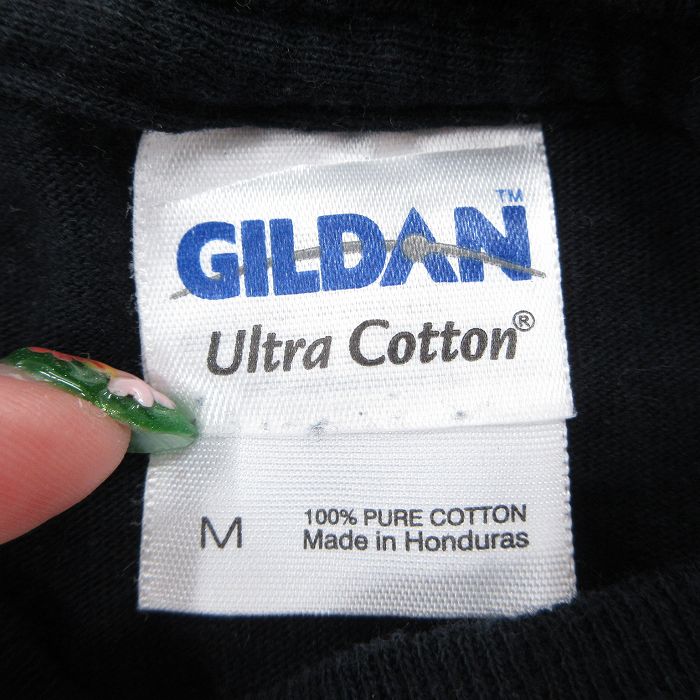 GILDAN™
Ultra Cotton®
M
100% PURE COTTON
Made in Honduras